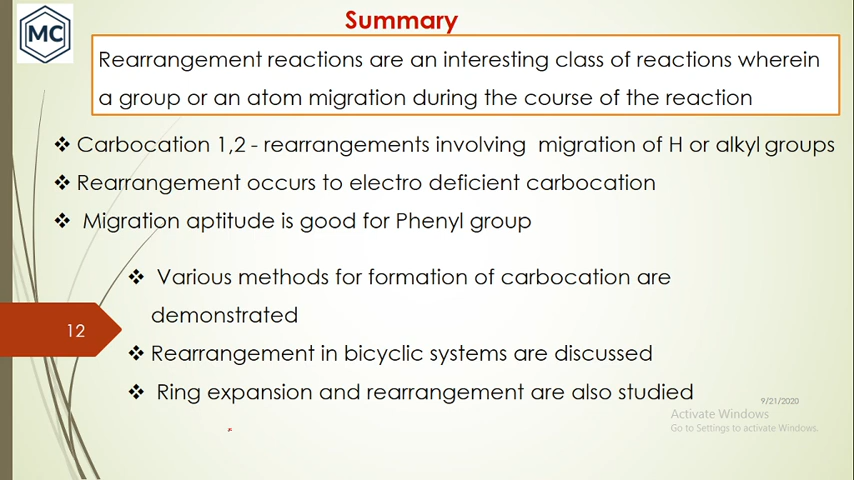 MC
Summary
Rearrangement reactions are an interesting class of reactions wherein
a group or an atom migration during the course of the reaction
❖ Carbocation 1,2 - rearrangements involving migration of H or alkyl groups
❖ Rearrangement occurs to electro deficient carbocation
❖ Migration aptitude is good for Phenyl group
❖ Various methods for formation of carbocation are
demonstrated
12
❖ Rearrangement in bicyclic systems are discussed
❖ Ring expansion and rearrangement are also studied
9/21/2020
Activate Windows
Go to Settings to activate Windows.